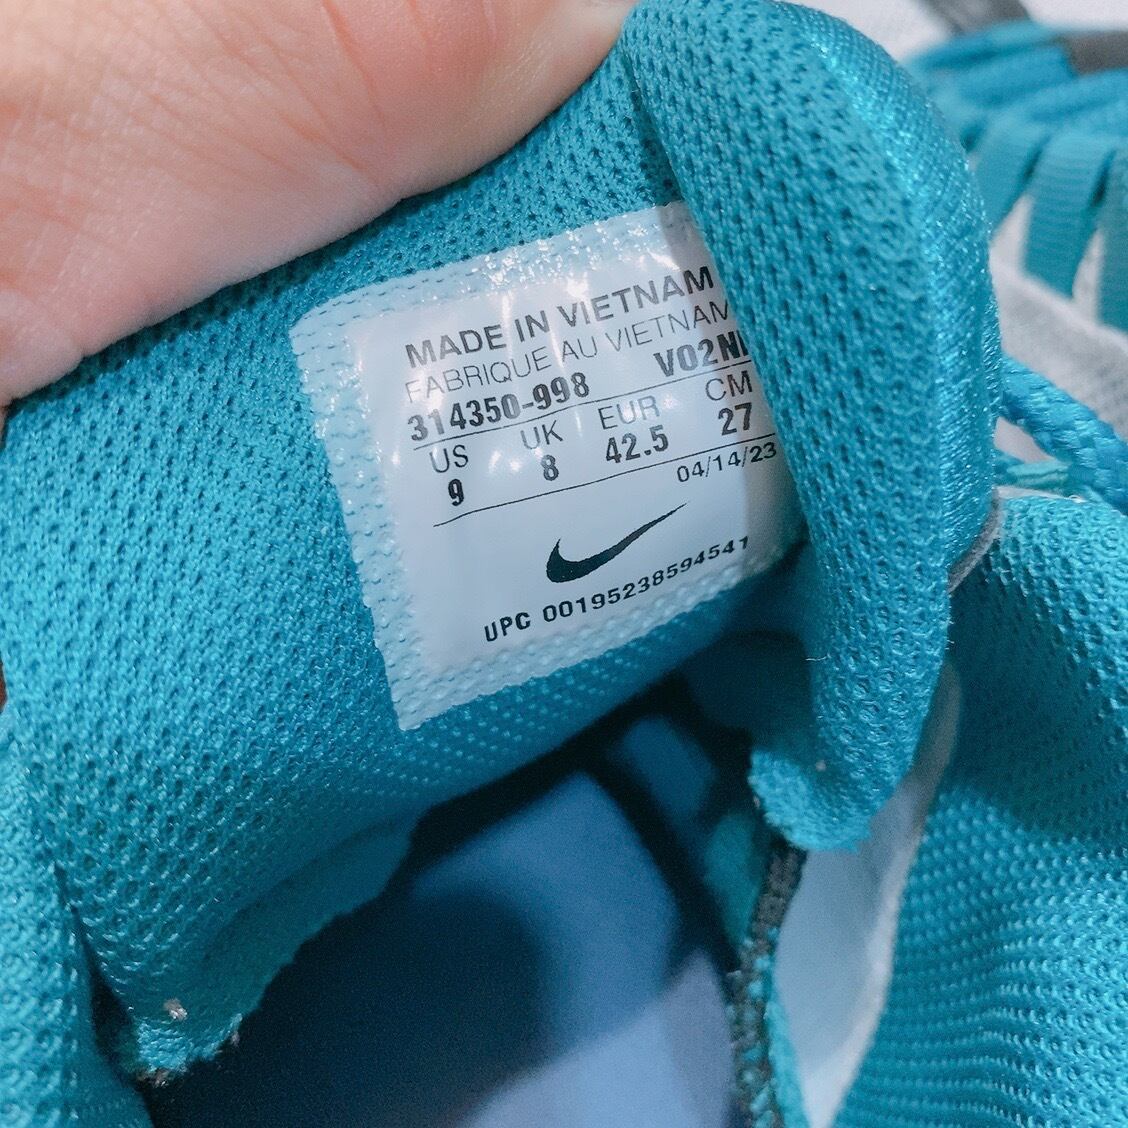 MADE IN VIETNAM
FABRIQUE AU VIETNAM
314350-998 V02N
US UK EUR CM
9 8 42.5 27
04/14/23
UPC 00195238594541